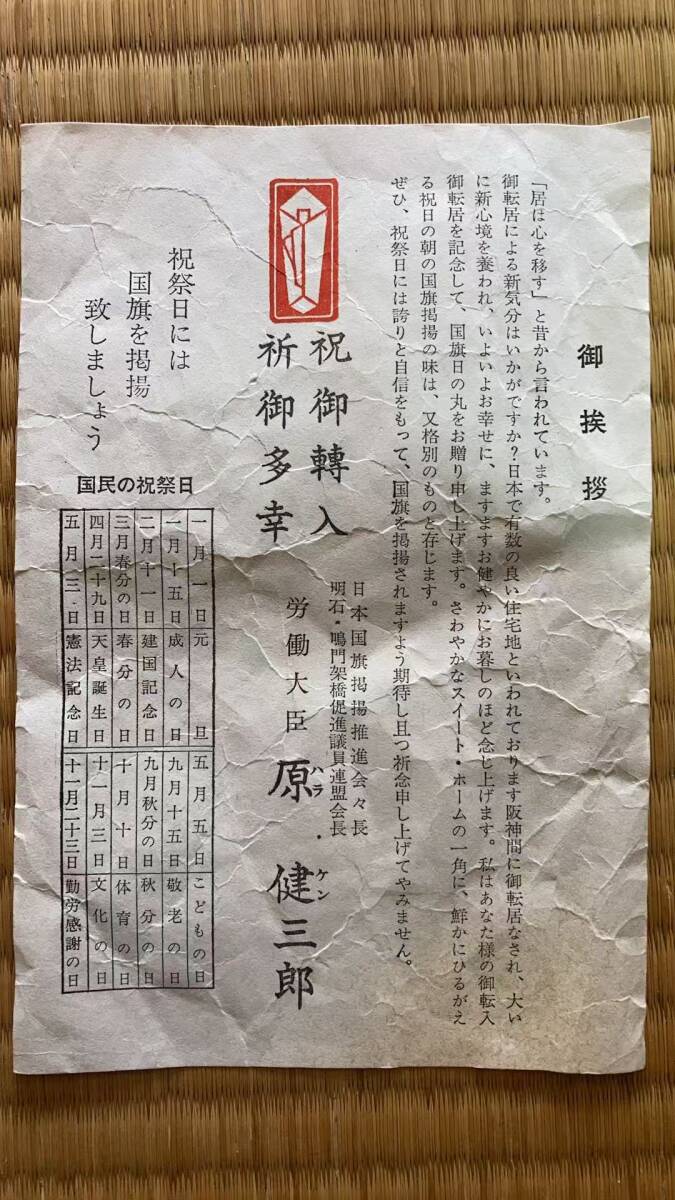 御挨拶
「居は心を移す」と昔から言われています。
御転居による新気分はいかがですか？日本で有数の良い住宅地といわれております阪神間に御転居なされ、大い
に新心境を養われ、いよいよお幸せに、ますますお健やかにお暮しのほど念じ上げます。私はあなた様の御転入
御転居を記念して、国旗日の丸をお贈り申し上げます。さわやかなスイート・ホームの一角に、鮮かにひるがえ
る祝日の朝の国旗掲揚の味は、又格別のものと存じます。
ぜひ、祝祭日には誇りと自信をもって、国旗を掲揚されますよう期待し且つ祈念申し上げてやみません。
日本国旗掲揚推進会々長
明石・鳴門架橋促進議員連盟会長
祝御轉入
祈御多幸
労働大臣 原・健三郎
ハラ ケン
祝祭日には
国旗を掲揚
致しましょう
国民の祝祭日
一月一日 元旦
一月十五日 成人の日
二月十一日 建国記念日
三月春分の日 春分の日
四月二十九日 天皇誕生日
五月三日 憲法記念日
五月五日 こどもの日
九月十五日 敬老の日
九月秋分の日 秋分の日
十月十日 体育の日
十一月三日 文化の日
十一月二十三日 勤労感謝の日